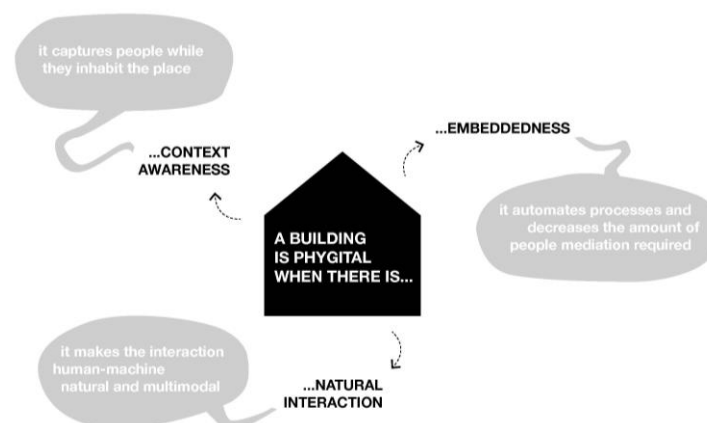 it captures people while
they inhabit the place
...CONTEXT
AWARENESS
...EMBEDDEDNESS
it automates processes and
decreases the amount of
people mediation required
A BUILDING
IS PHYGITAL
WHEN THERE IS...
it makes the interaction
human-machine
natural and multimodal
...NATURAL
INTERACTION